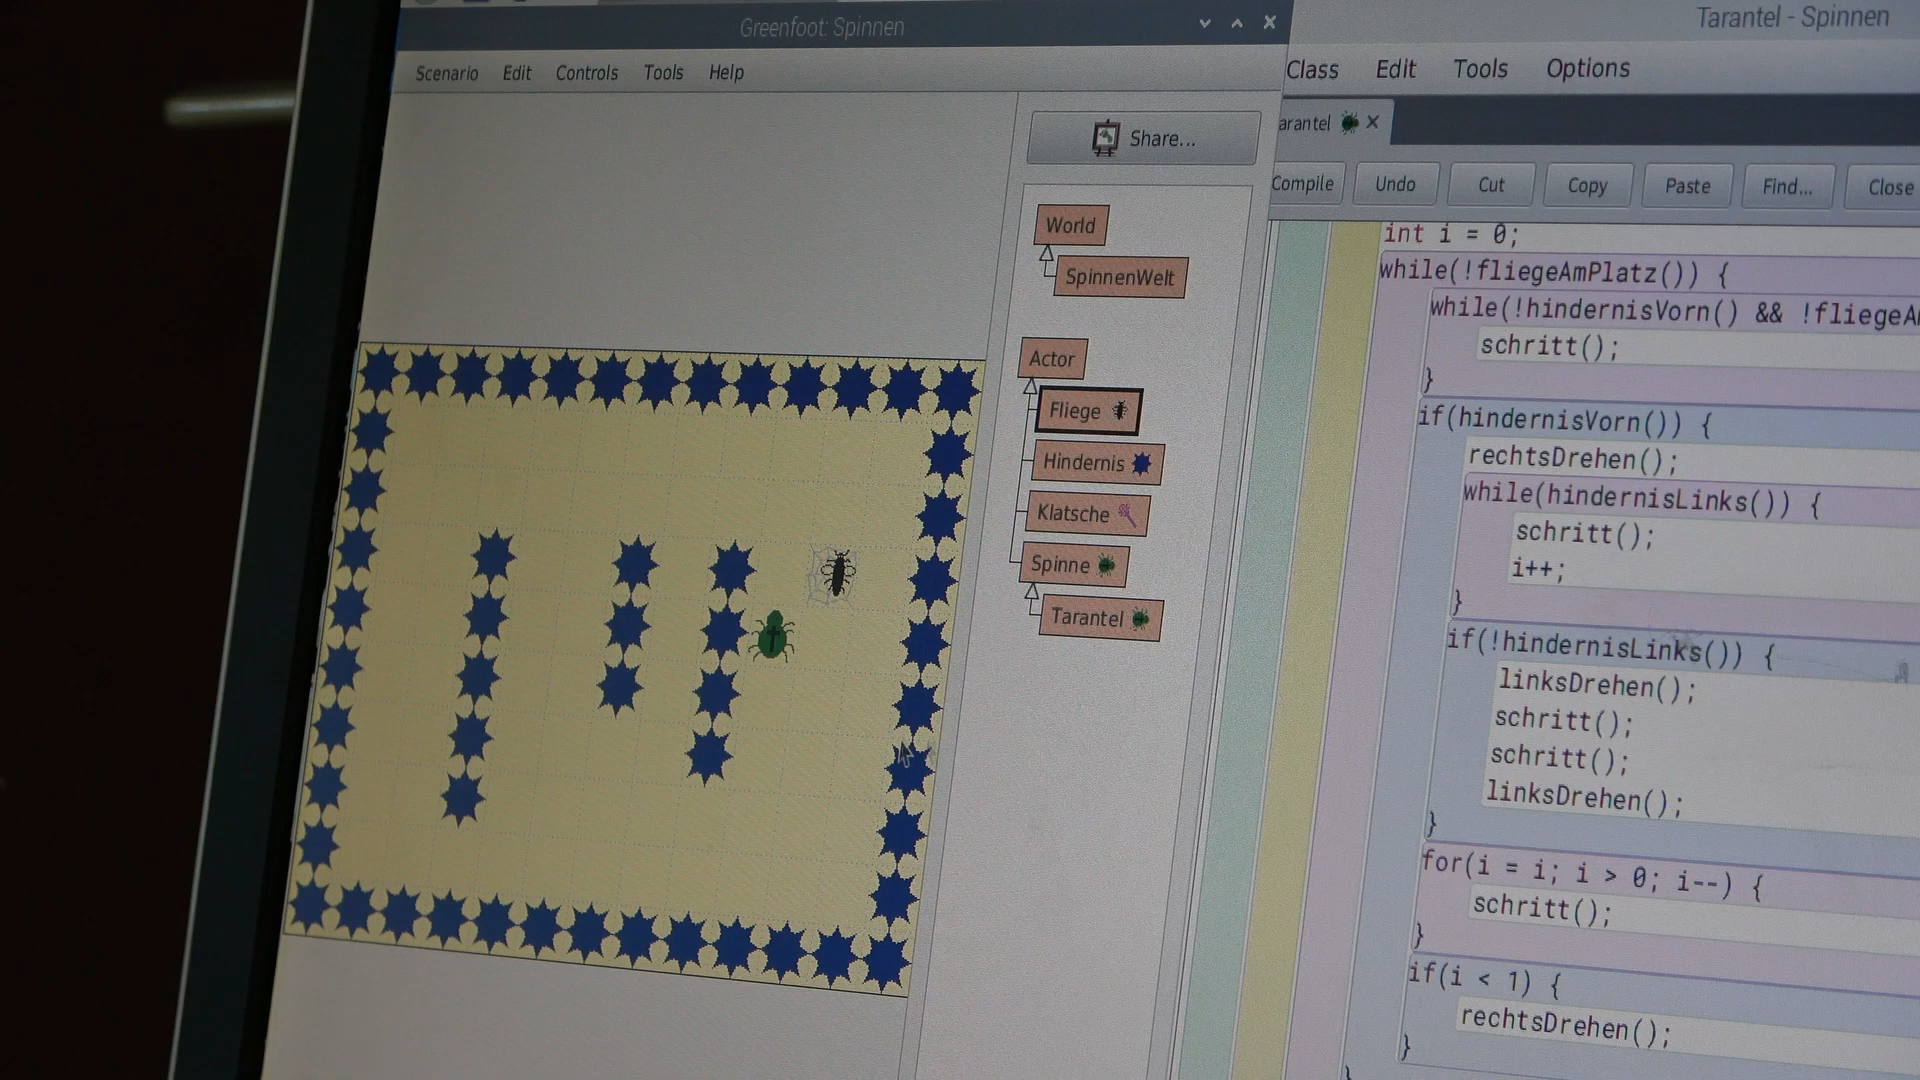 Greenfoot: Spinnen
Scenario Edit Controls Tools Help
Share...
World
SpinnenWelt
Actor
Fliege
Hindernis
Klatsche
Spinne
Tarantel
Tarantel - Spinnen
Class Edit Tools Options
arantel
Compile Undo Cut Copy Paste Find... Close
int i = 0;
while(!fliegeAmPlatz()) {
while(!hindernisVorn() && !fliegeA
schritt();
}
if(hindernisVorn()) {
rechtsDrehen();
while(hindernisLinks()) {
schritt();
i++;
}
if(!hindernisLinks()) {
linksDrehen();
schritt();
schritt();
linksDrehen();
}
for(i = i; i > 0; i--) {
schritt();
}
if(i < 1) {
rechtsDrehen();
}
}